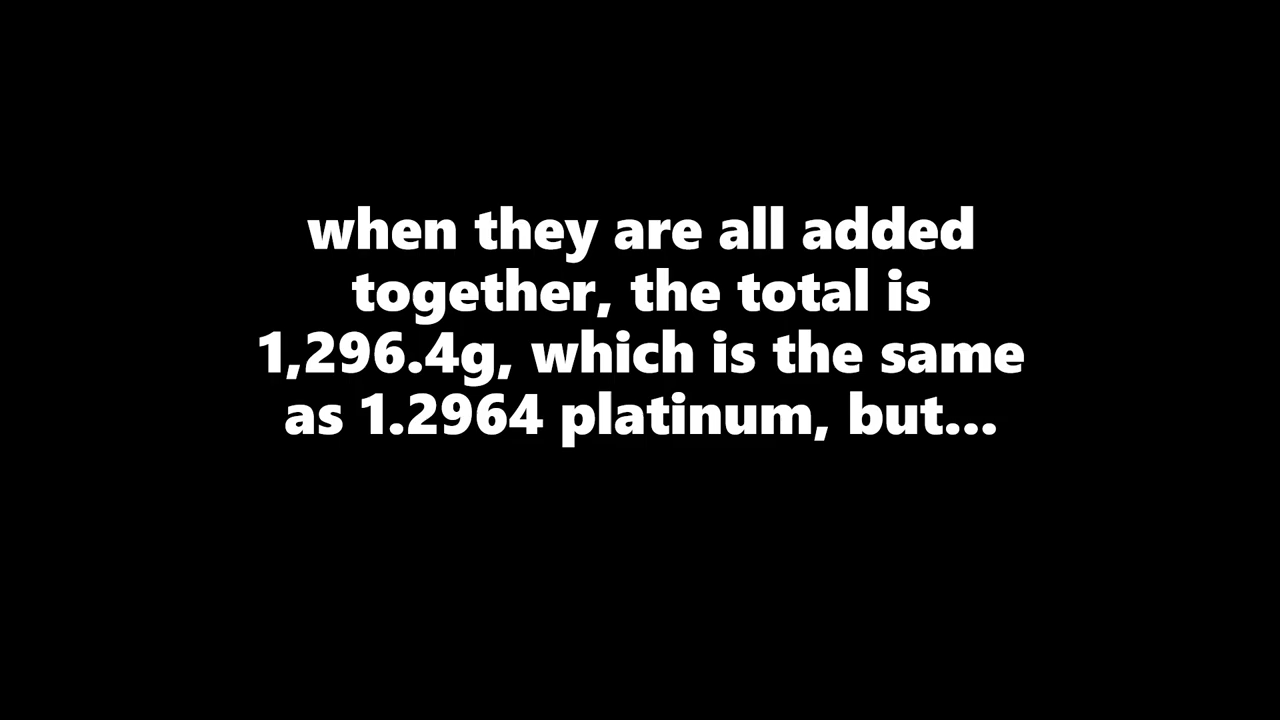 when they are all added
together, the total is
1,296.4g, which is the same
as 1.2964 platinum, but...